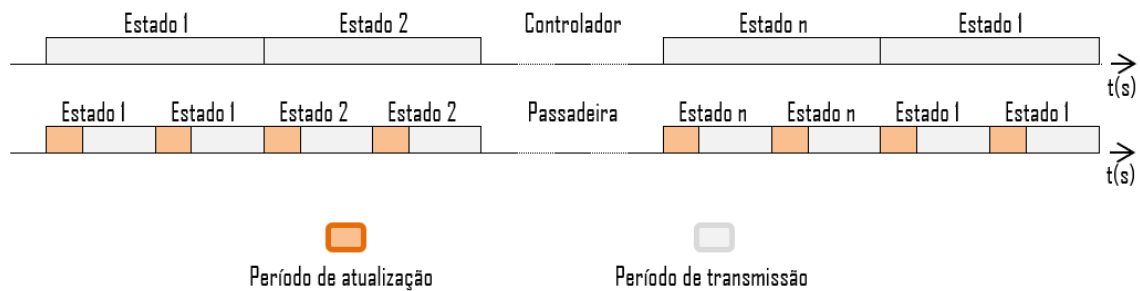 Estado 1 Estado 2 Controlador Estado n Estado 1
t(s)
Estado 1 Estado 1 Estado 2 Estado 2 Passadeira Estado n Estado n Estado 1 Estado 1
t(s)
Período de atualização Período de transmissão